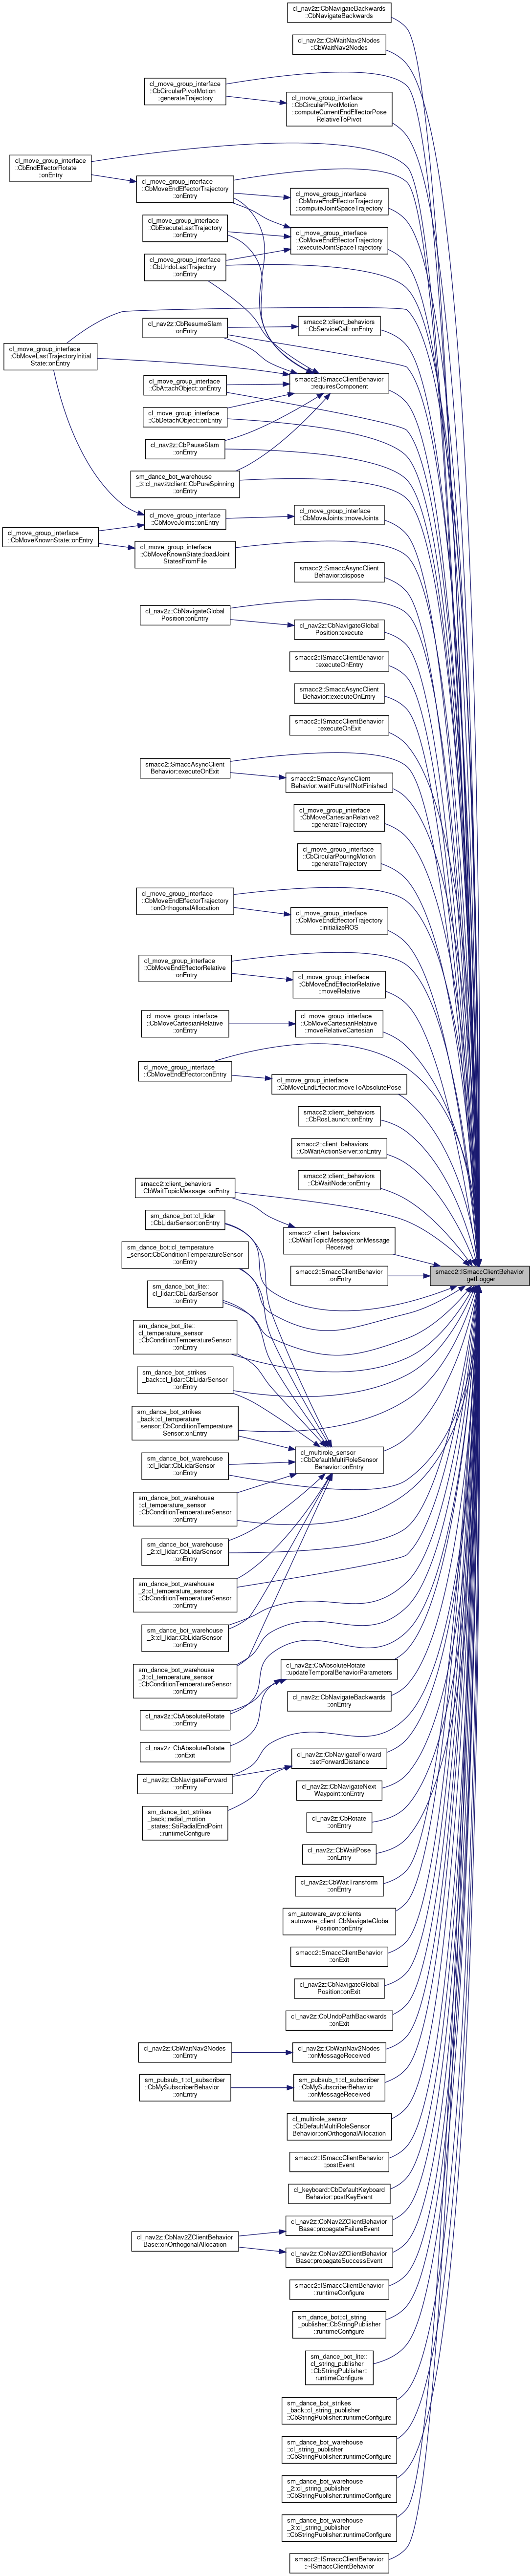 cl_nav2z::CbNavigateBackwards
::CbNavigateBackwards
cl_nav2z::CbWaitNav2Nodes
::CbWaitNav2Nodes
cl_move_group_interface
::CbCircularPivotMotion
::generateTrajectory
cl_move_group_interface
::CbCircularPivotMotion
::computeCurrentEndEffectorPose
RelativeToPivot
cl_move_group_interface
::CbEndEffectorRotate
::onEntry
cl_move_group_interface
::CbMoveEndEffectorTrajectory
::onEntry
cl_move_group_interface
::CbMoveEndEffectorTrajectory
::computeJointSpaceTrajectory
cl_move_group_interface
::CbExecuteLastTrajectory
::onEntry
cl_move_group_interface
::CbMoveEndEffectorTrajectory
::executeJointSpaceTrajectory
cl_move_group_interface
::CbUndoLastTrajectory
::onEntry
cl_nav2z::CbResumeSlam
::onEntry
smacc2::client_behaviors
::CbServiceCall::onEntry
cl_move_group_interface
::CbMoveLastTrajectoryInitial
State::onEntry
cl_move_group_interface
::CbAttachObject::onEntry
smacc2::ISmaccClientBehavior
::requiresComponent
cl_move_group_interface
::CbDetachObject::onEntry
cl_nav2z::CbPauseSlam
::onEntry
sm_dance_bot_warehouse
_3::cl_nav2zclient::CbPureSpinning
::onEntry
cl_move_group_interface
::CbMoveJoints::onEntry
cl_move_group_interface
::CbMoveJoints::moveJoints
cl_move_group_interface
::CbMoveKnownState::onEntry
cl_move_group_interface
::CbMoveKnownState::loadJoint
StatesFromFile
smacc2::SmaccAsyncClient
Behavior::dispose
cl_nav2z::CbNavigateGlobal
Position::onEntry
cl_nav2z::CbNavigateGlobal
Position::execute
smacc2::ISmaccClientBehavior
::executeOnEntry
smacc2::SmaccAsyncClient
Behavior::executeOnEntry
smacc2::ISmaccClientBehavior
::executeOnExit
smacc2::SmaccAsyncClient
Behavior::executeOnExit
smacc2::SmaccAsyncClient
Behavior::waitFutureIfNotFinished
cl_move_group_interface
::CbMoveCartesianRelative2
::generateTrajectory
cl_move_group_interface
::CbCircularPouringMotion
::generateTrajectory
cl_move_group_interface
::CbMoveEndEffectorTrajectory
::onOrthogonalAllocation
cl_move_group_interface
::CbMoveEndEffectorTrajectory
::initializeROS
cl_move_group_interface
::CbMoveEndEffectorRelative
::onEntry
cl_move_group_interface
::CbMoveEndEffectorRelative
::moveRelative
cl_move_group_interface
::CbMoveCartesianRelative
::onEntry
cl_move_group_interface
::CbMoveCartesianRelative
::moveRelativeCartesian
cl_move_group_interface
::CbMoveEndEffector::onEntry
cl_move_group_interface
::CbMoveEndEffector::moveToAbsolutePose
smacc2::client_behaviors
::CbRosLaunch::onEntry
smacc2::client_behaviors
::CbWaitActionServer::onEntry
smacc2::client_behaviors
::CbWaitNode::onEntry
smacc2::client_behaviors
::CbWaitTopicMessage::onEntry
sm_dance_bot::cl_lidar
::CbLidarSensor::onEntry
smacc2::client_behaviors
::CbWaitTopicMessage::onMessage
Received
sm_dance_bot::cl_temperature
_sensor::CbConditionTemperatureSensor
::onEntry
smacc2::SmaccClientBehavior
::onEntry
smacc2::ISmaccClientBehavior
::getLogger
sm_dance_bot_lite::
cl_lidar::CbLidarSensor
::onEntry
sm_dance_bot_lite::
cl_temperature_sensor
::CbConditionTemperatureSensor
::onEntry
sm_dance_bot_strikes
_back::cl_lidar::CbLidarSensor
::onEntry
sm_dance_bot_strikes
_back::cl_temperature
_sensor::CbConditionTemperature
Sensor::onEntry
cl_multirole_sensor
::CbDefaultMultiRoleSensor
Behavior::onEntry
sm_dance_bot_warehouse
::cl_lidar::CbLidarSensor
::onEntry
sm_dance_bot_warehouse
::cl_temperature_sensor
::CbConditionTemperatureSensor
::onEntry
sm_dance_bot_warehouse
_2::cl_lidar::CbLidarSensor
::onEntry
sm_dance_bot_warehouse
_2::cl_temperature_sensor
::CbConditionTemperatureSensor
::onEntry
sm_dance_bot_warehouse
_3::cl_lidar::CbLidarSensor
::onEntry
sm_dance_bot_warehouse
_3::cl_temperature_sensor
::CbConditionTemperatureSensor
::onEntry
cl_nav2z::CbAbsoluteRotate
::updateTemporalBehaviorParameters
cl_nav2z::CbNavigateBackwards
::onEntry
cl_nav2z::CbAbsoluteRotate
::onEntry
cl_nav2z::CbAbsoluteRotate
::onExit
cl_nav2z::CbNavigateForward
::setForwardDistance
cl_nav2z::CbNavigateForward
::onEntry
cl_nav2z::CbNavigateNext
Waypoint::onEntry
sm_dance_bot_strikes
_back::radial_motion
_states::StiRadialEndPoint
::runtimeConfigure
cl_nav2z::CbRotate
::onEntry
cl_nav2z::CbWaitPose
::onEntry
cl_nav2z::CbWaitTransform
::onEntry
sm_autoware_avp::clients
::autoware_client::CbNavigateGlobal
Position::onEntry
smacc2::SmaccClientBehavior
::onExit
cl_nav2z::CbNavigateGlobal
Position::onExit
cl_nav2z::CbUndoPathBackwards
::onExit
cl_nav2z::CbWaitNav2Nodes
::onEntry
cl_nav2z::CbWaitNav2Nodes
::onMessageReceived
sm_pubsub_1::cl_subscriber
::CbMySubscriberBehavior
::onEntry
sm_pubsub_1::cl_subscriber
::CbMySubscriberBehavior
::onMessageReceived
cl_multirole_sensor
::CbDefaultMultiRoleSensor
Behavior::onOrthogonalAllocation
smacc2::ISmaccClientBehavior
::postEvent
cl_keyboard::CbDefaultKeyboard
Behavior::postKeyEvent
cl_nav2z::CbNav2ZClientBehavior
Base::propagateFailureEvent
cl_nav2z::CbNav2ZClientBehavior
Base::onOrthogonalAllocation
cl_nav2z::CbNav2ZClientBehavior
Base::propagateSuccessEvent
smacc2::ISmaccClientBehavior
::runtimeConfigure
sm_dance_bot::cl_string
_publisher::CbStringPublisher
::runtimeConfigure
sm_dance_bot_lite::
cl_string_publisher
::CbStringPublisher::
runtimeConfigure
sm_dance_bot_strikes
_back::cl_string_publisher
::CbStringPublisher::runtimeConfigure
sm_dance_bot_warehouse
::cl_string_publisher
::CbStringPublisher::runtimeConfigure
sm_dance_bot_warehouse
_2::cl_string_publisher
::CbStringPublisher::runtimeConfigure
sm_dance_bot_warehouse
_3::cl_string_publisher
::CbStringPublisher::runtimeConfigure
smacc2::ISmaccClientBehavior
::~ISmaccClientBehavior